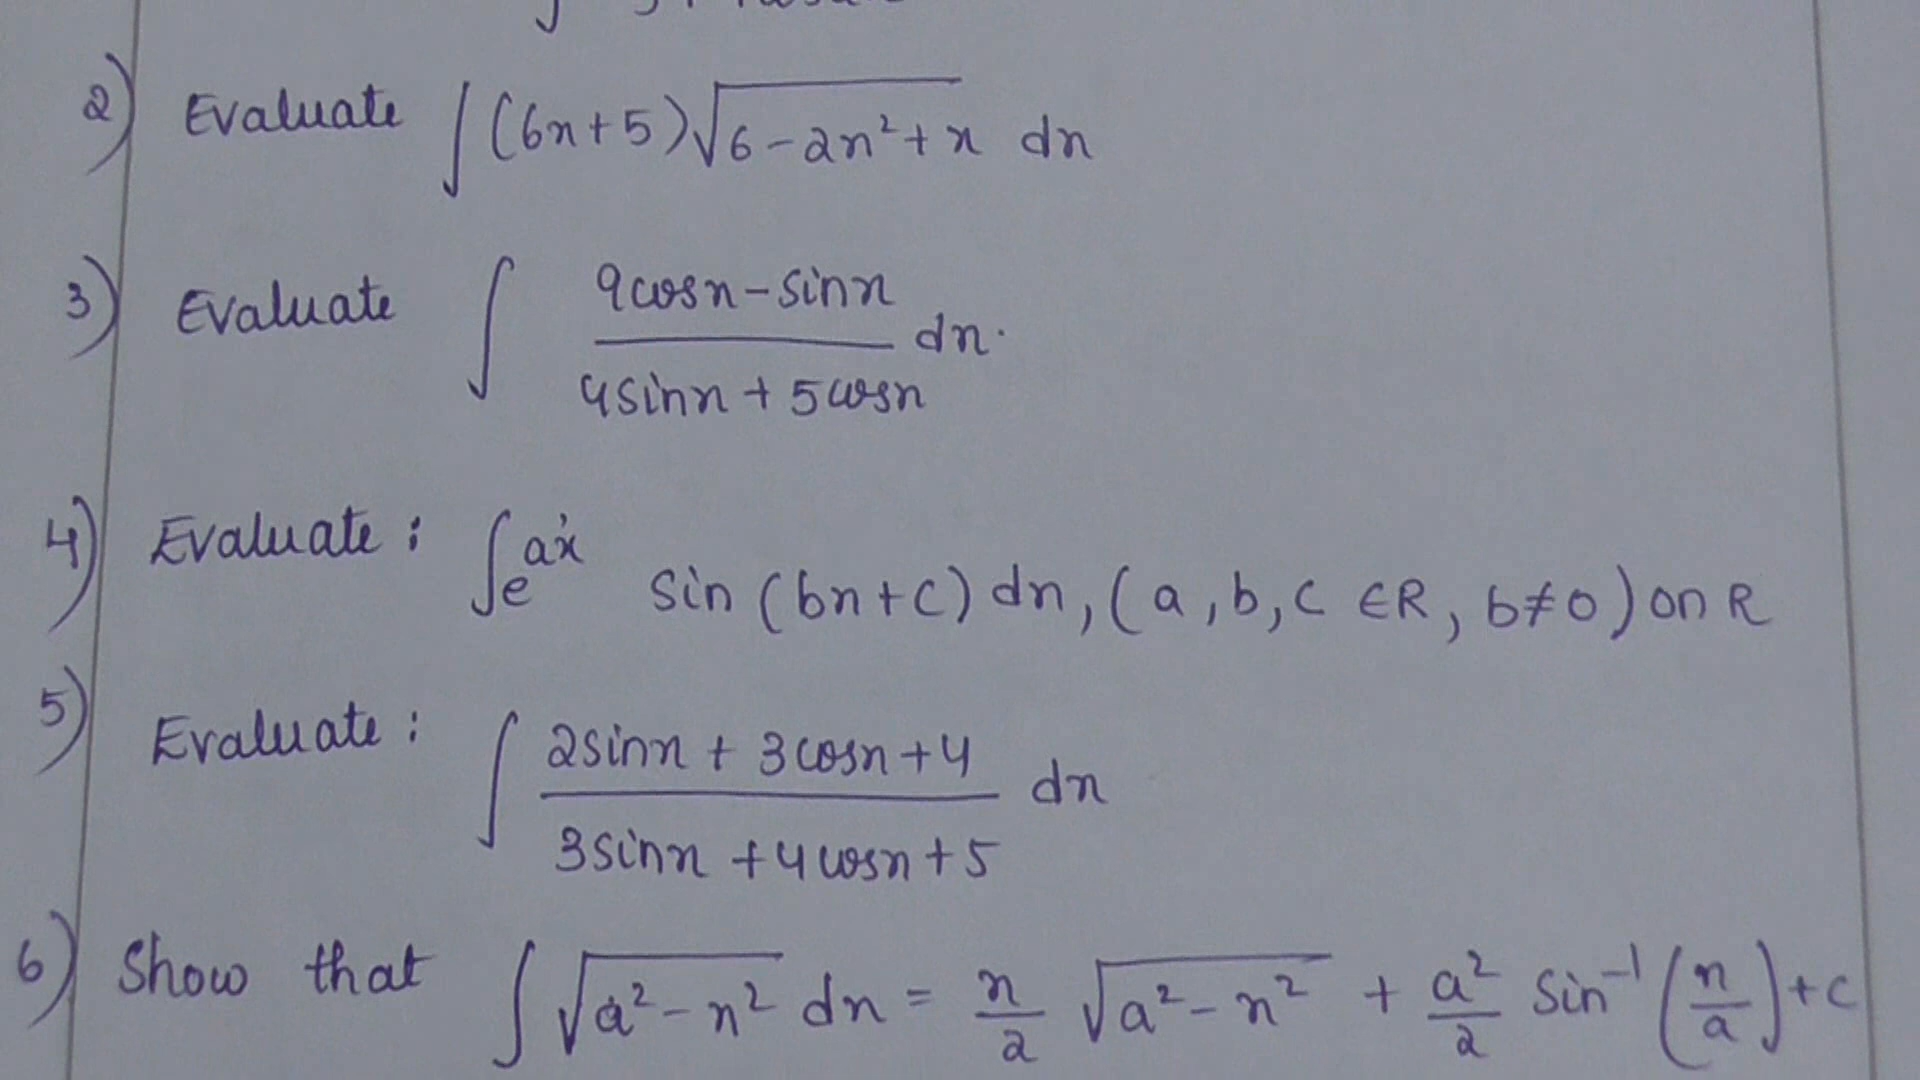 2) Evaluate ∫(6x+5)√(6-2x²+x) dx
3) Evaluate ∫ (9cosx-sinx)/(4sinx+5cosx) dx.
4) Evaluate : ∫e^(ax) sin(bx+c)dx, (a,b,c ∈R, b≠0) on R
5) Evaluate : ∫ (2sinx+3cosx+4)/(3sinx+4cosx+5) dx
6) Show that ∫√(a²-x²) dx = x/2 √(a²-x²) + a²/2 Sin⁻¹(x/a)+c